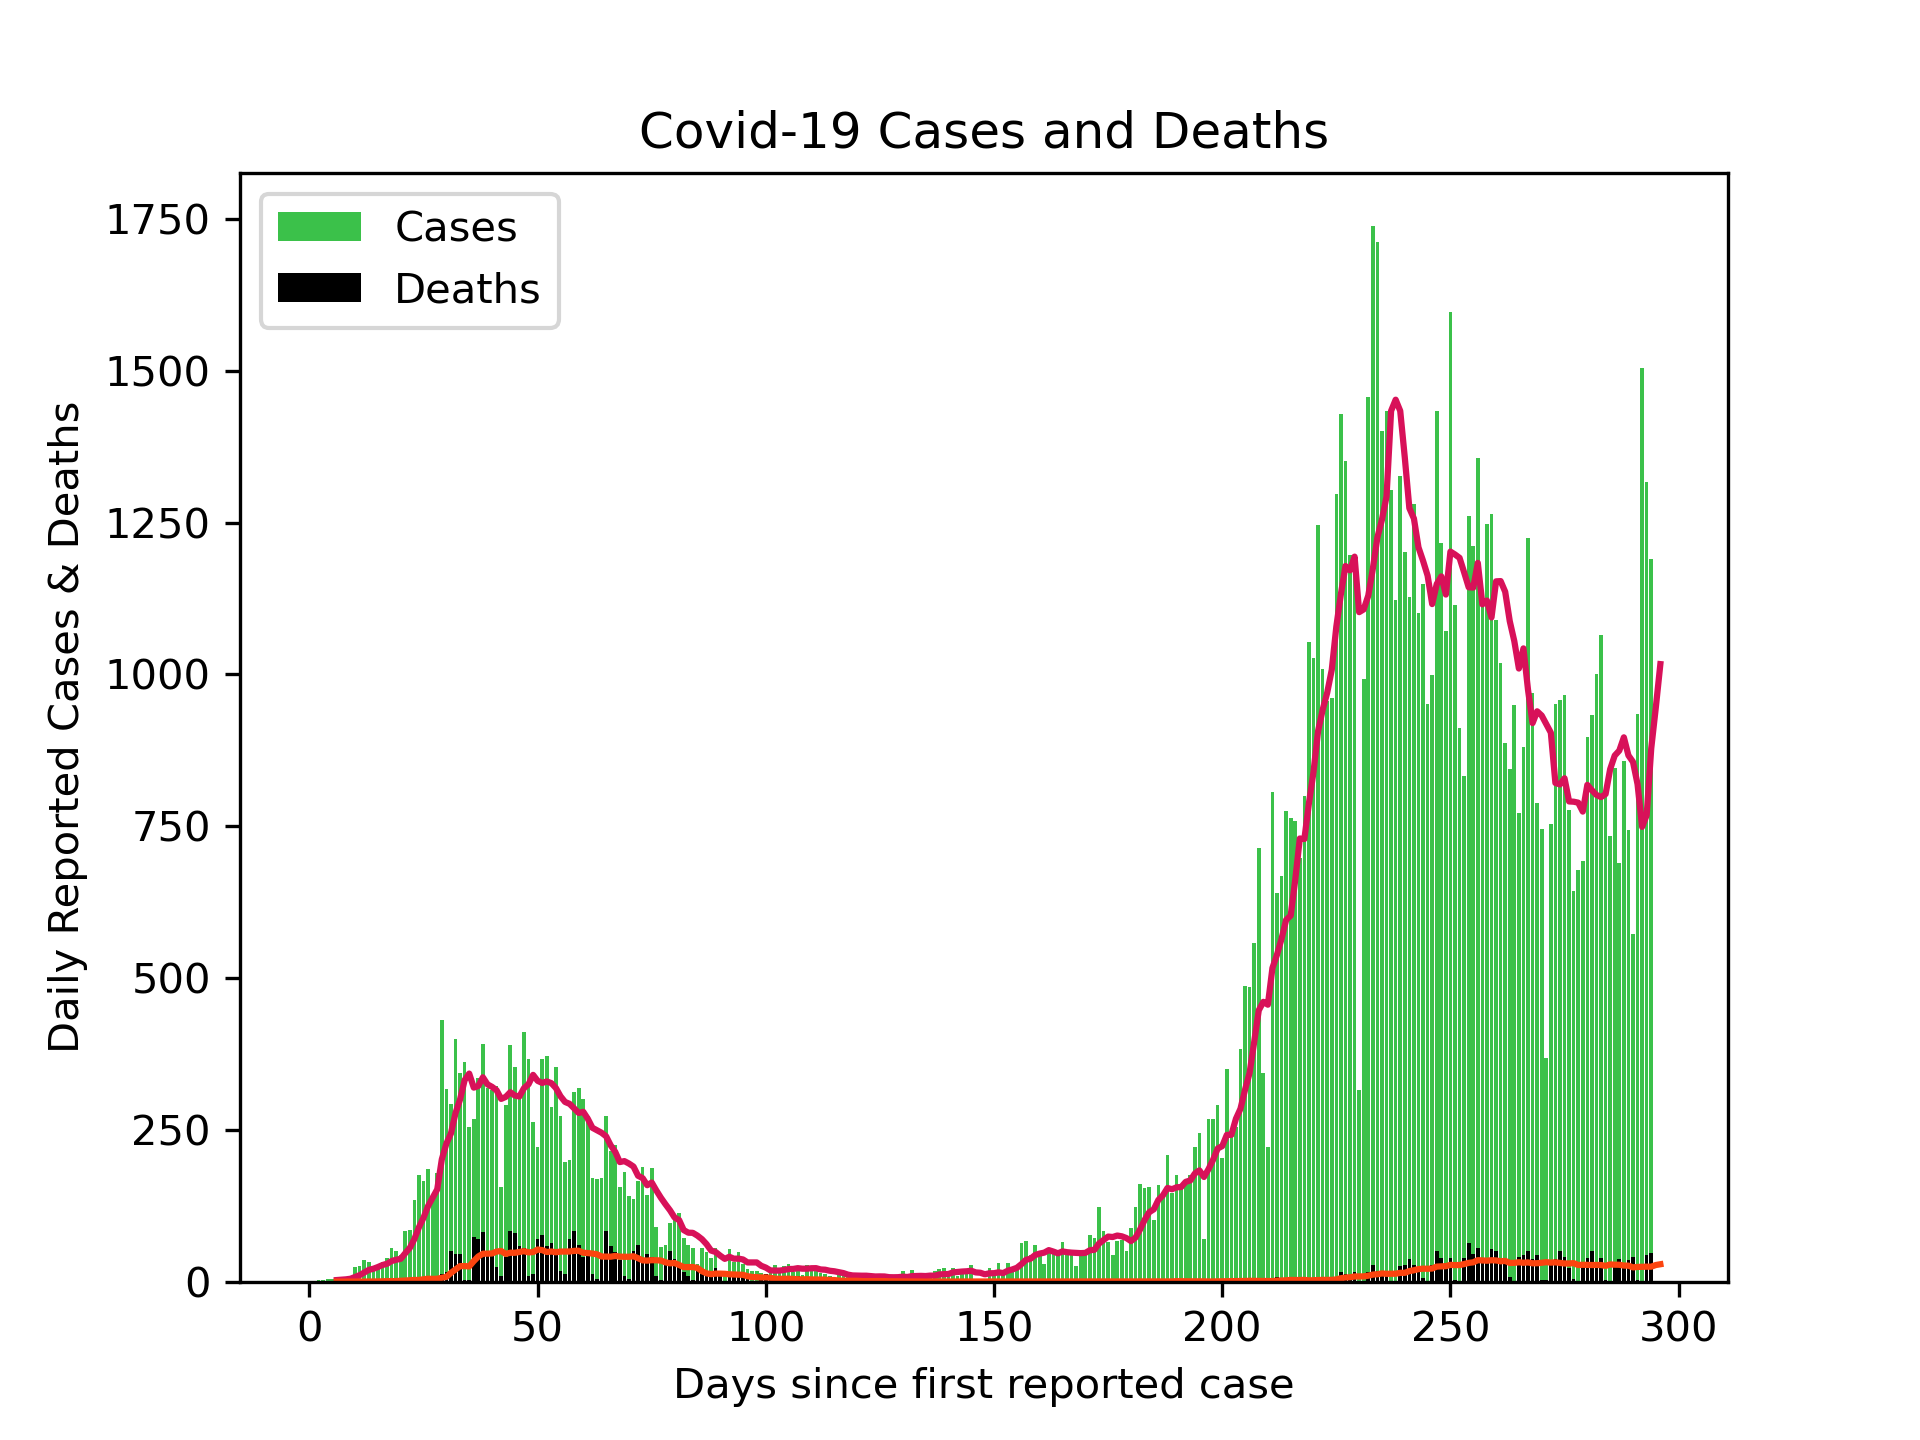 Covid-19 Cases and Deaths
Cases
Deaths
1750
1500
1250
1000
750
500
250
0
Daily Reported Cases & Deaths
0 50 100 150 200 250 300
Days since first reported case